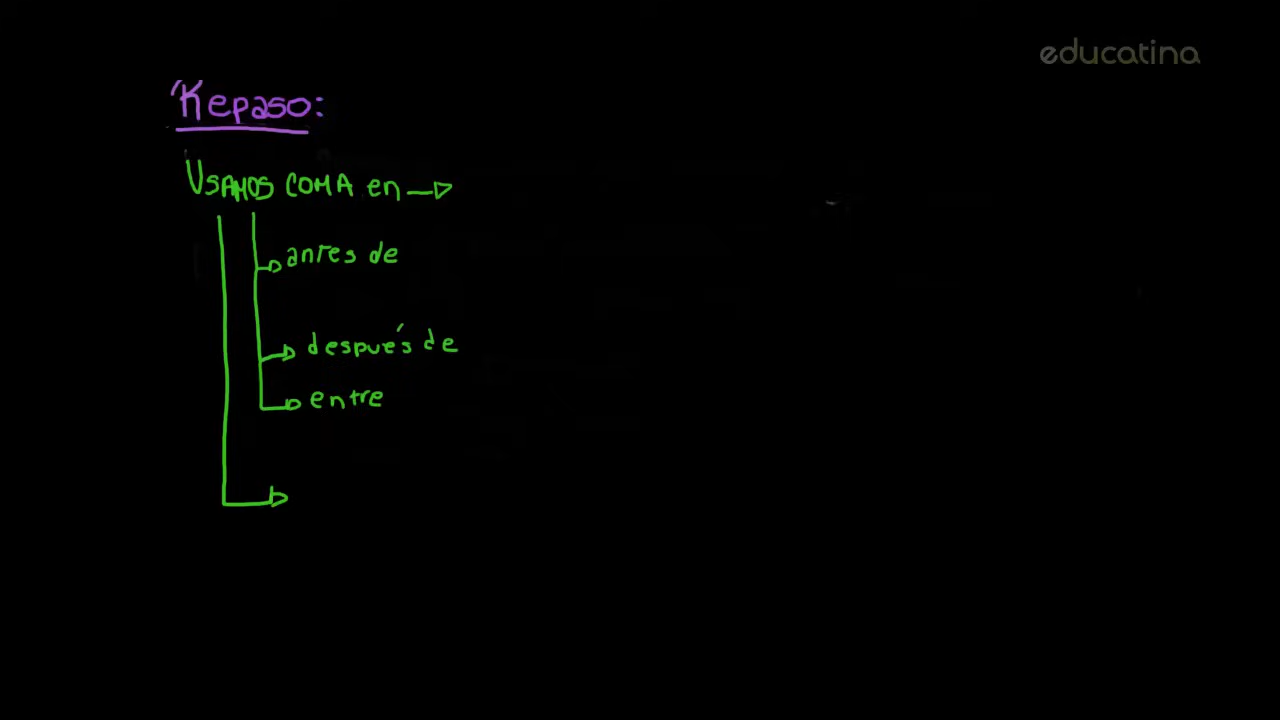 educatina
Repaso:
USAMOS COMA en
antes de
después de
entre